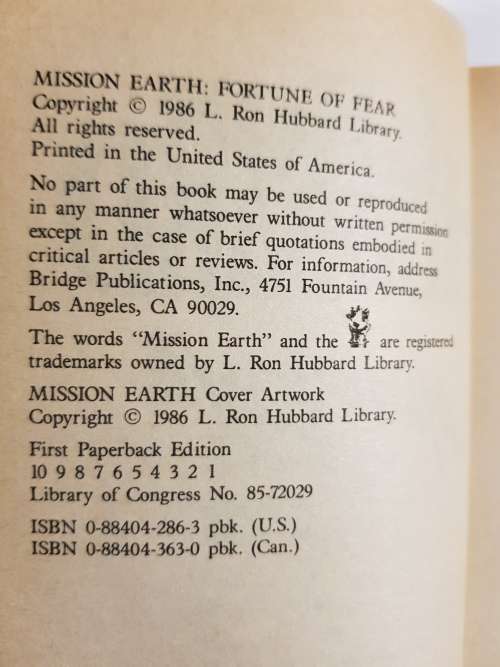 MISSION EARTH: FORTUNE OF FEAR
Copyright © 1986 L. Ron Hubbard Library.
All rights reserved.
Printed in the United States of America.
No part of this book may be used or reproduced
in any manner whatsoever without written permission
except in the case of brief quotations embodied in
critical articles or reviews. For information, address
Bridge Publications, Inc., 4751 Fountain Avenue,
Los Angeles, CA 90029.
The words “Mission Earth” and the are registered
trademarks owned by L. Ron Hubbard Library.
MISSION EARTH Cover Artwork
Copyright © 1986 L. Ron Hubbard Library.
First Paperback Edition
10 9 8 7 6 5 4 3 2 1
Library of Congress No. 85-72029
ISBN 0-88404-286-3 pbk. (U.S.)
ISBN 0-88404-363-0 pbk. (Can.)